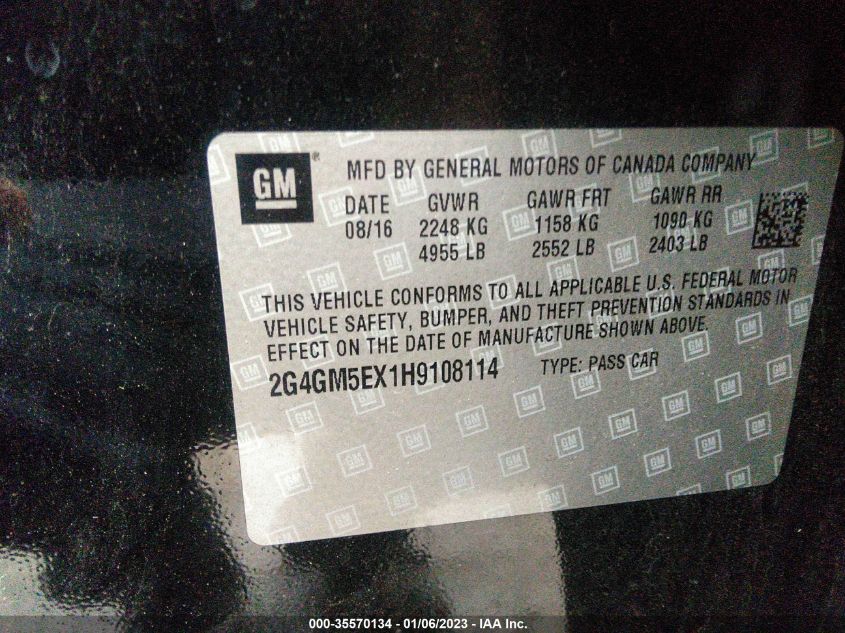 GM®
MFD BY GENERAL MOTORS OF CANADA COMPANY
DATE GVWR GAWR FRT GAWR RR
08/16 2248 KG 1158 KG 1090 KG
4955 LB 2552 LB 2403 LB
THIS VEHICLE CONFORMS TO ALL APPLICABLE U.S. FEDERAL MOTOR
VEHICLE SAFETY, BUMPER, AND THEFT PREVENTION STANDARDS IN
EFFECT ON THE DATE OF MANUFACTURE SHOWN ABOVE.
2G4GM5EX1H9108114 TYPE: PASS CAR
000-35570134 - 01/06/2023 - © IAA Inc.